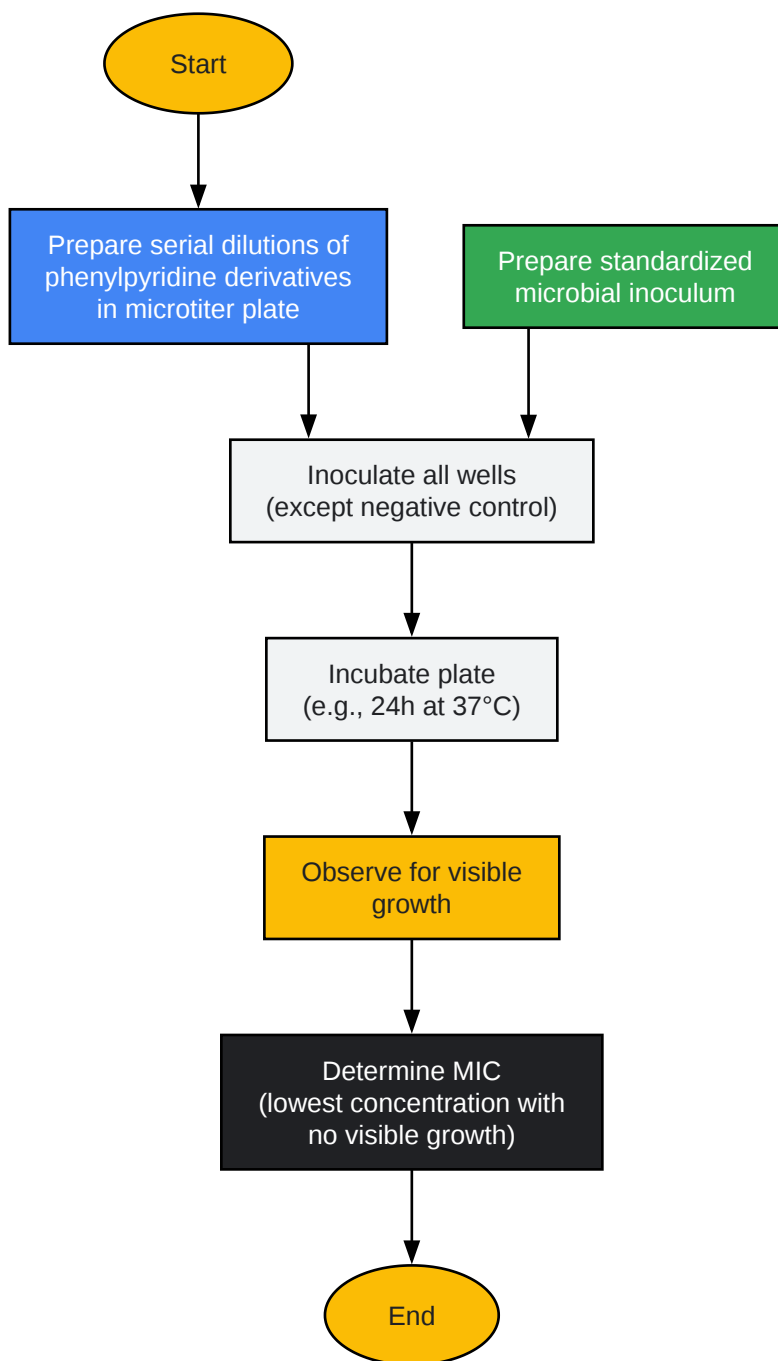 Start
Prepare serial dilutions of
phenylpyridine derivatives
in microtiter plate
Prepare standardized
microbial inoculum
Inoculate all wells
(except negative control)
Incubate plate
(e.g., 24h at 37°C)
Observe for visible
growth
Determine MIC
(lowest concentration with
no visible growth)
End